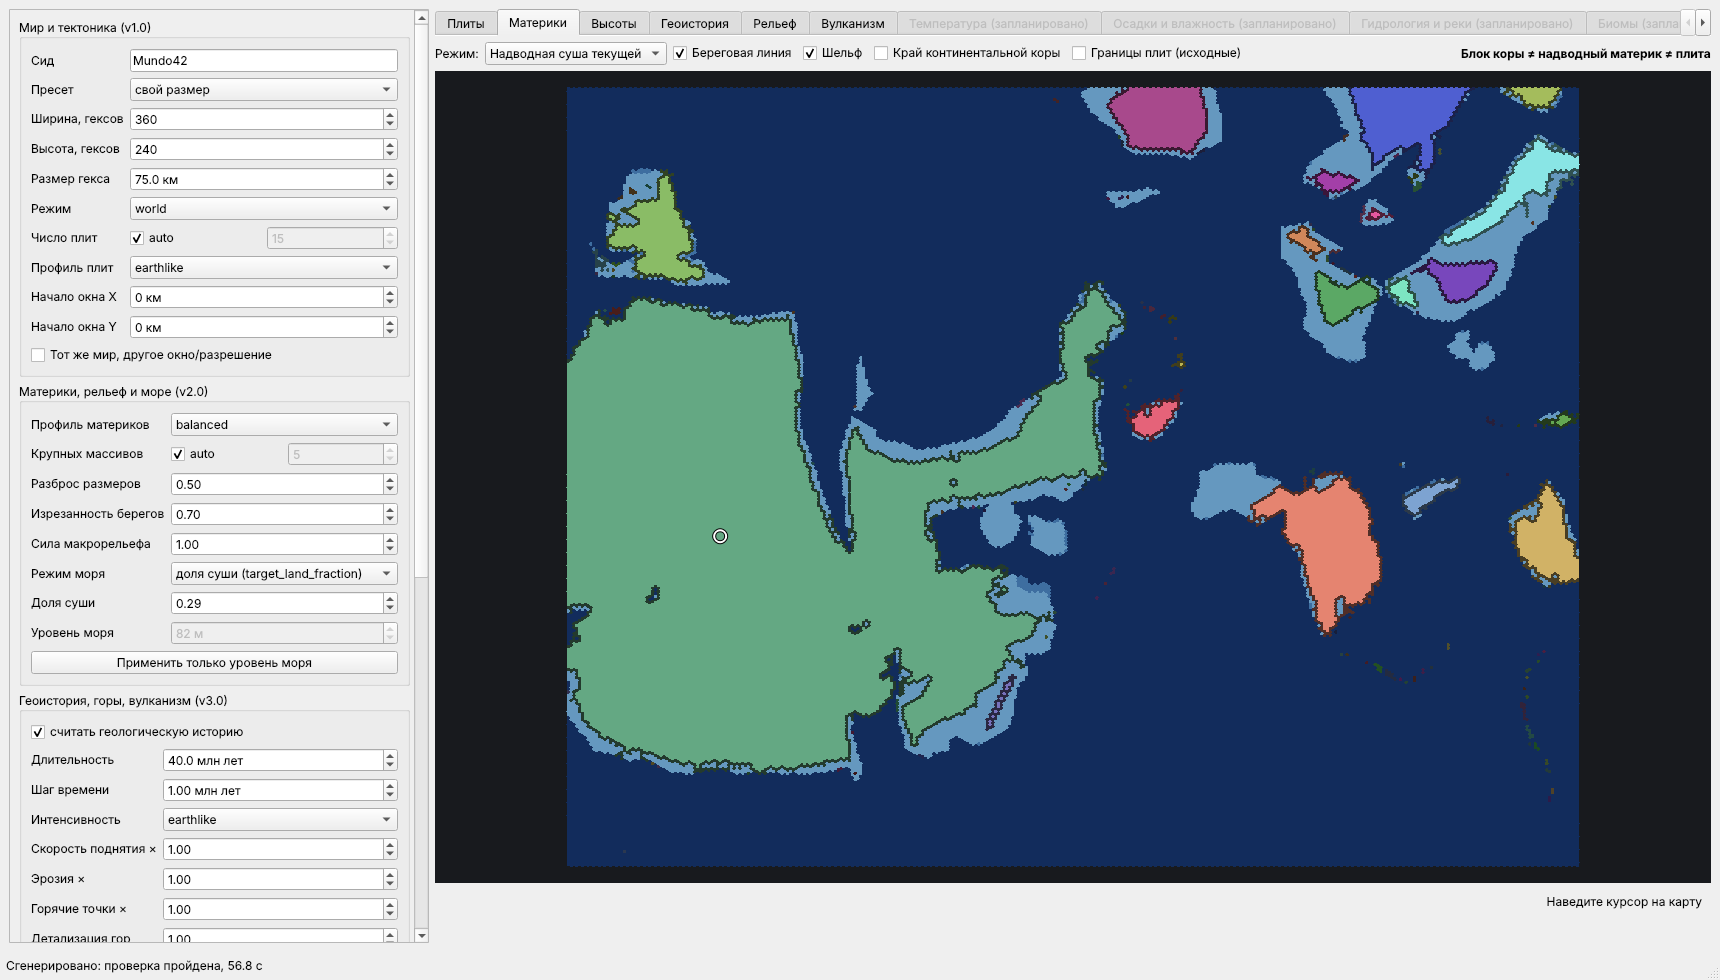 Мир и тектоника (v1.0)
Сид Mundo42
Пресет свой размер
Ширина, гексов 360
Высота, гексов 240
Размер гекса 75.0 км
Режим world
Число плит auto 15
Профиль плит earthlike
Начало окна X 0 км
Начало окна Y 0 км
Тот же мир, другое окно/разрешение
Материки, рельеф и море (v2.0)
Профиль материков balanced
Крупных массивов auto 5
Разброс размеров 0.50
Изрезанность берегов 0.70
Сила макрорельефа 1.00
Режим моря доля суши (target_land_fraction)
Доля суши 0.29
Уровень моря 82 м
Применить только уровень моря
Геоистория, горы, вулканизм (v3.0)
считать геологическую историю
Длительность 40.0 млн лет
Шаг времени 1.00 млн лет
Интенсивность earthlike
Скорость поднятия × 1.00
Эрозия × 1.00
Горячие точки × 1.00
Детализация гор 1.00
Плиты Материки Высоты Геоистория Рельеф Вулканизм Температура (запланировано) Осадки и влажность (запланировано) Гидрология и реки (запланировано) Биомы (запла
Режим: Надводная суша текущей Береговая линия Шельф Край континентальной коры Границы плит (исходные) Блок коры ≠ надводный материк ≠ плита
Наведите курсор на карту
Сгенерировано: проверка пройдена, 56.8 с